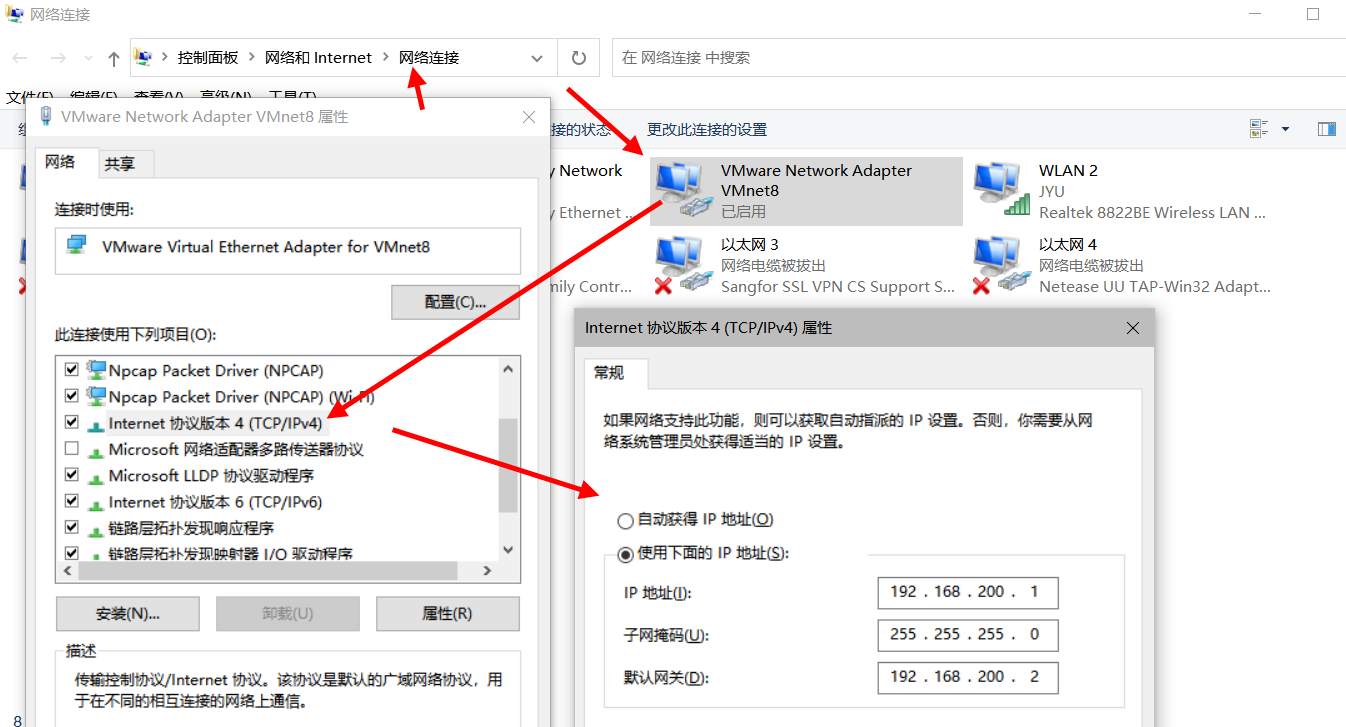 网络连接
控制面板 › 网络和 Internet › 网络连接
在 网络连接 中搜索
文件(F) 编辑(E) 查看(V) 高级(N) 工具(T)
接的状态 更改此连接的设置
y Network
y Ethernet ...
mily Contr...
VMware Network Adapter
VMnet8
已启用
WLAN 2
JYU
Realtek 8822BE Wireless LAN ...
以太网 3
网络电缆被拔出
Sangfor SSL VPN CS Support S...
以太网 4
网络电缆被拔出
Netease UU TAP-Win32 Adapt...
VMware Network Adapter VMnet8 属性
网络 共享
连接时使用:
VMware Virtual Ethernet Adapter for VMnet8
配置(C)...
此连接使用下列项目(O):
Npcap Packet Driver (NPCAP)
Npcap Packet Driver (NPCAP) (Wi-Fi)
Internet 协议版本 4 (TCP/IPv4)
Microsoft 网络适配器多路传送器协议
Microsoft LLDP 协议驱动程序
Internet 协议版本 6 (TCP/IPv6)
链路层拓扑发现响应程序
链路层拓扑发现映射器 I/O 驱动程序
安装(N)... 卸载(U) 属性(R)
描述
传输控制协议/Internet 协议。该协议是默认的广域网络协议，用
于在不同的相互连接的网络上通信。
8
Internet 协议版本 4 (TCP/IPv4) 属性
常规
如果网络支持此功能，则可以获取自动指派的 IP 设置。否则，你需要从网
络系统管理员处获得适当的 IP 设置。
自动获得 IP 地址(O)
使用下面的 IP 地址(S):
IP 地址(I): 192 . 168 . 200 . 1
子网掩码(U): 255 . 255 . 255 . 0
默认网关(D): 192 . 168 . 200 . 2